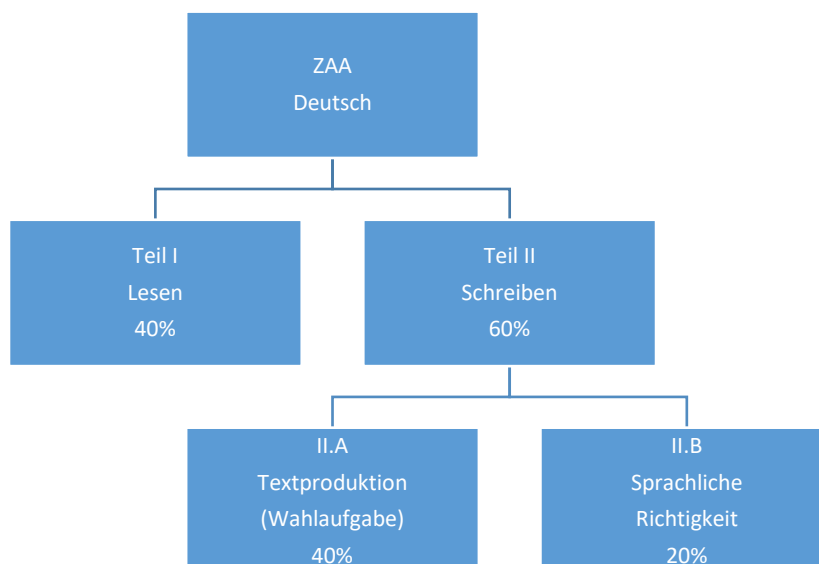 ZAA
Deutsch
Teil I
Lesen
40%
Teil II
Schreiben
60%
II.A
Textproduktion
(Wahlaufgabe)
40%
II.B
Sprachliche
Richtigkeit
20%